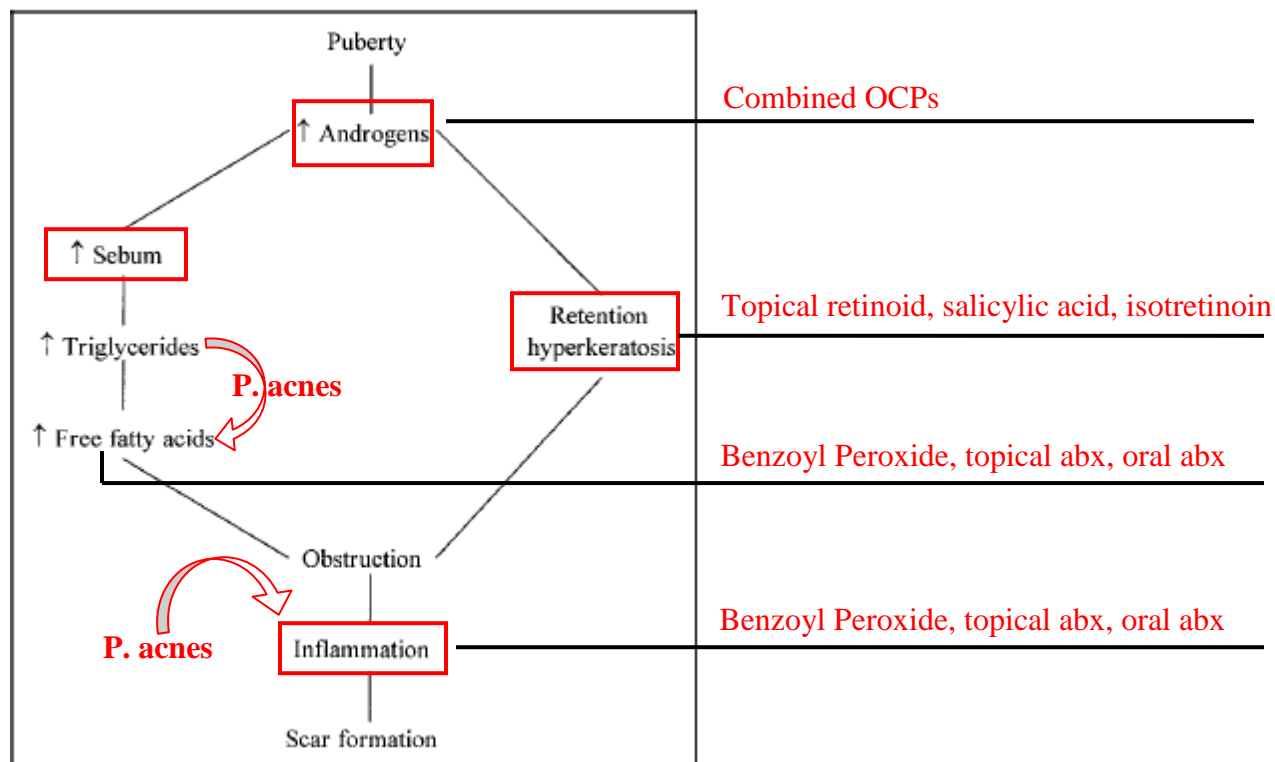 Puberty
↑ Androgens
Combined OCPs
↑ Sebum
Retention
hyperkeratosis
Topical retinoid, salicylic acid, isotretinoin
↑ Triglycerides
P. acnes
↑ Free fatty acids
Benzoyl Peroxide, topical abx, oral abx
Obstruction
P. acnes
Inflammation
Benzoyl Peroxide, topical abx, oral abx
Scar formation